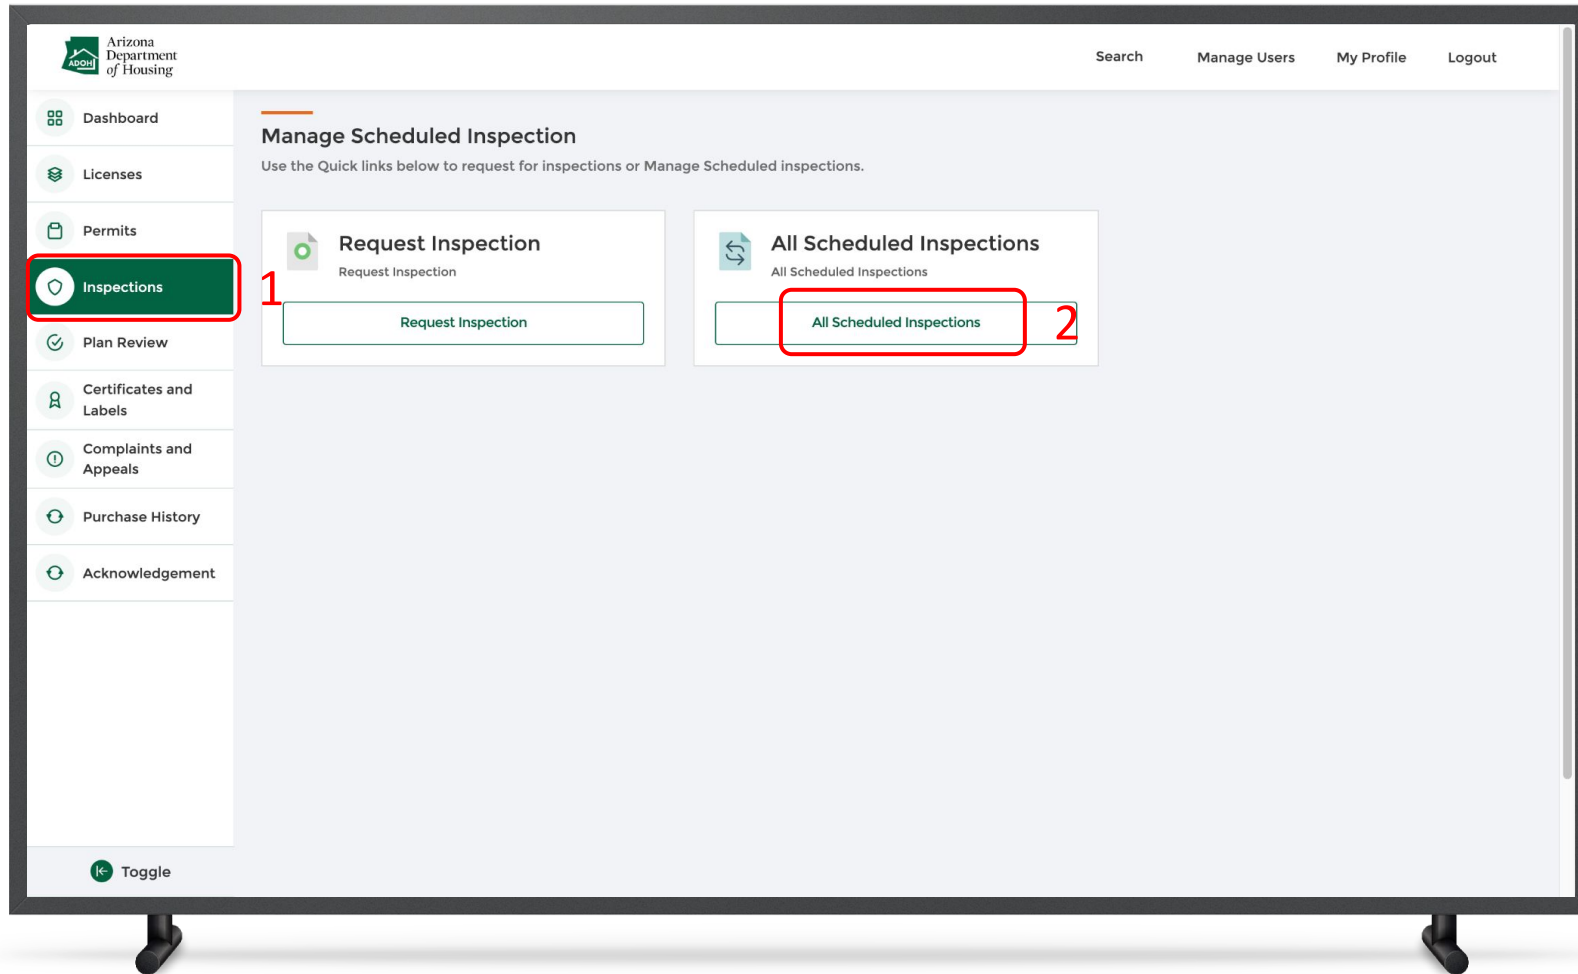 Arizona
Department
of Housing
ADOH
Search
Manage Users
My Profile
Logout
Dashboard
Licenses
Permits
Inspections
1
Plan Review
Certificates and
Labels
Complaints and
Appeals
Purchase History
Acknowledgement
Toggle
Manage Scheduled Inspection
Use the Quick links below to request for inspections or Manage Scheduled inspections.
Request Inspection
Request Inspection
Request Inspection
All Scheduled Inspections
All Scheduled Inspections
All Scheduled Inspections
2